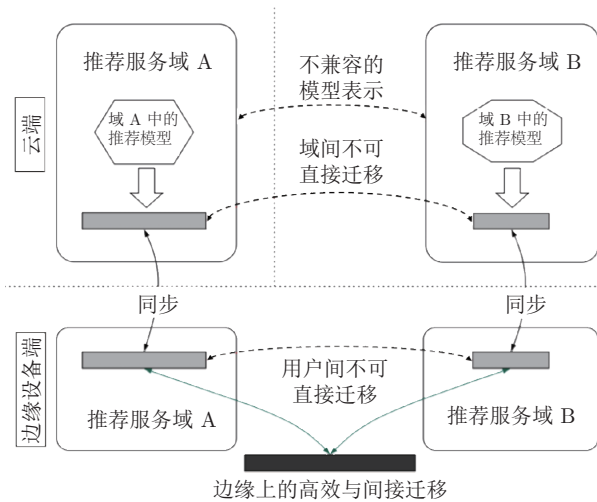 推荐服务域 A
推荐服务域 B
不兼容的
模型表示
云端
域 A 中的
推荐模型
域 B 中的
推荐模型
域间不可
直接迁移
同步
同步
边缘设备端
用户间不可
直接迁移
推荐服务域 A
推荐服务域 B
边缘上的高效与间接迁移